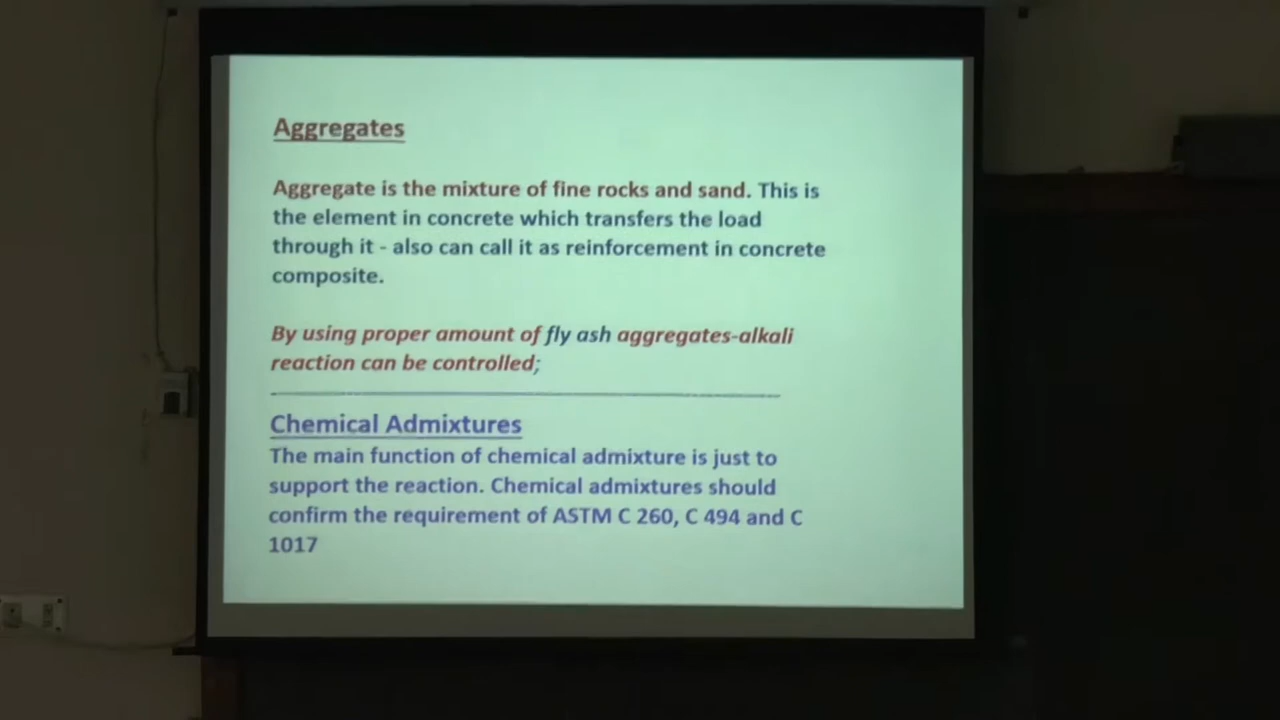 Aggregates
Aggregate is the mixture of fine rocks and sand. This is
the element in concrete which transfers the load
through it - also can call it as reinforcement in concrete
composite.
By using proper amount of fly ash aggregates-alkali
reaction can be controlled;
Chemical Admixtures
The main function of chemical admixture is just to
support the reaction. Chemical admixtures should
confirm the requirement of ASTM C 260, C 494 and C
1017